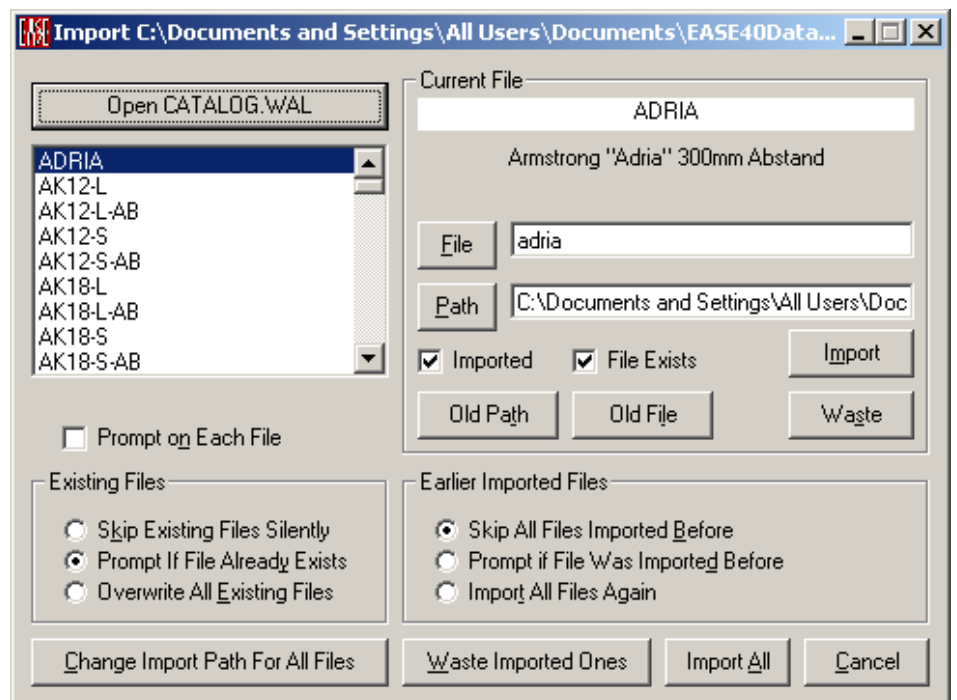 EASE Import C:\Documents and Settings\All Users\Documents\EASE40Data...
Open CATALOG.WAL
ADRIA
AK12-L
AK12-L-AB
AK12-S
AK12-S-AB
AK18-L
AK18-L-AB
AK18-S
AK18-S-AB
Prompt on Each File
Current File
ADRIA
Armstrong "Adria" 300mm Abstand
File adria
Path C:\Documents and Settings\All Users\Doc
Imported File Exists Import
Old Path Old File Waste
Existing Files
Skip Existing Files Silently
Prompt If File Already Exists
Overwrite All Existing Files
Earlier Imported Files
Skip All Files Imported Before
Prompt if File Was Imported Before
Import All Files Again
Change Import Path For All Files Waste Imported Ones Import All Cancel